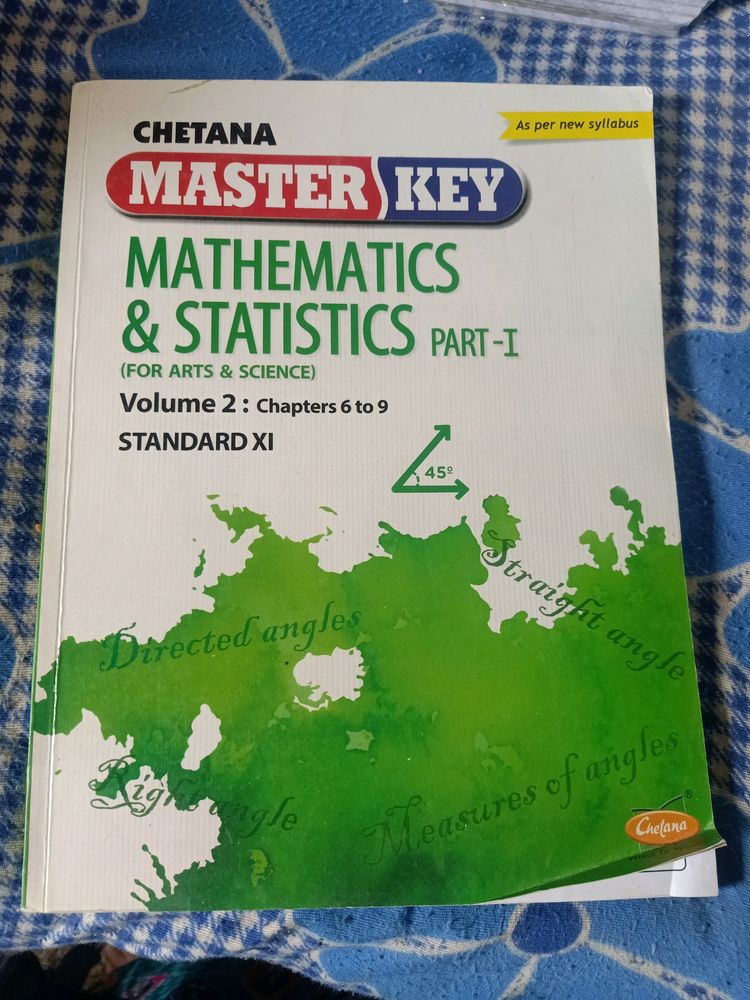 CHETANA
As per new syllabus
MASTER KEY
MATHEMATICS
& STATISTICS PART-I
(FOR ARTS & SCIENCE)
Volume 2 : Chapters 6 to 9
STANDARD XI
45º
Straight angle
Directed angles
Right angle
Measures of angles
Chetana
®